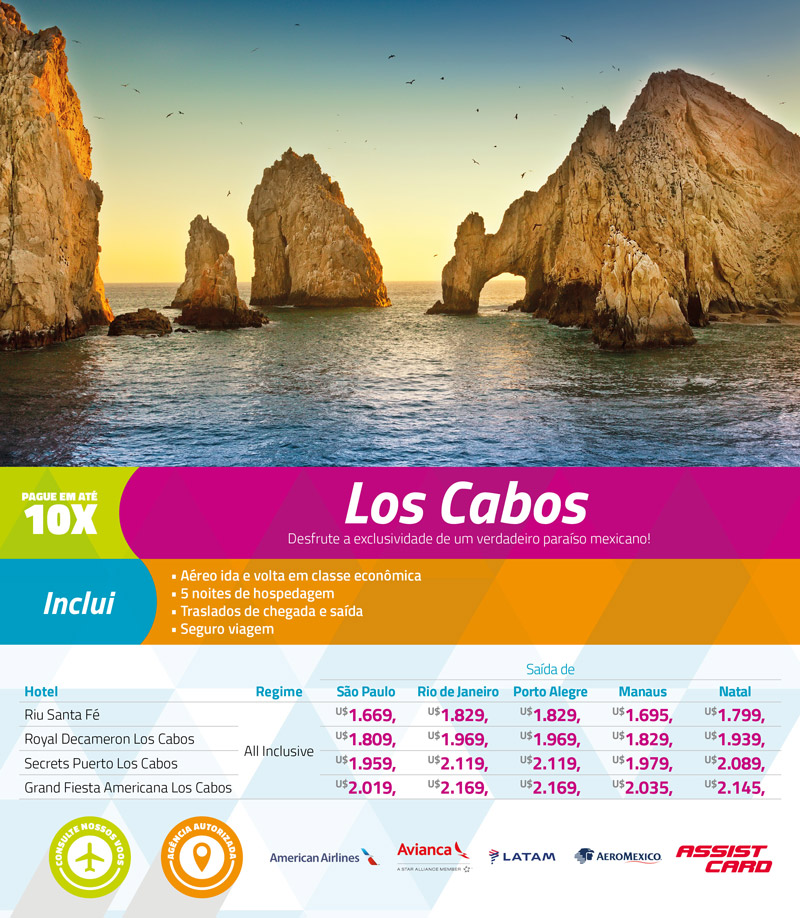 PAGUE EM ATÉ
10X
Los Cabos
Desfrute a exclusividade de um verdadeiro paraíso mexicano!
Inclui
• Aéreo ida e volta em classe econômica
• 5 noites de hospedagem
• Traslados de chegada e saída
• Seguro viagem
Saída de
Hotel Regime São Paulo Rio de Janeiro Porto Alegre Manaus Natal
Riu Santa Fé U$1.669, U$1.829, U$1.829, U$1.695, U$1.799,
Royal Decameron Los Cabos U$1.809, U$1.969, U$1.969, U$1.829, U$1.939,
All Inclusive
Secrets Puerto Los Cabos U$1.959, U$2.119, U$2.119, U$1.979, U$2.089,
Grand Fiesta Americana Los Cabos U$2.019, U$2.169, U$2.169, U$2.035, U$2.145,
CONSULTE NOSSOS VOOS
AGÊNCIA AUTORIZADA
American Airlines
Avianca
A STAR ALLIANCE MEMBER
LATAM
AEROMEXICO
ASSIST CARD